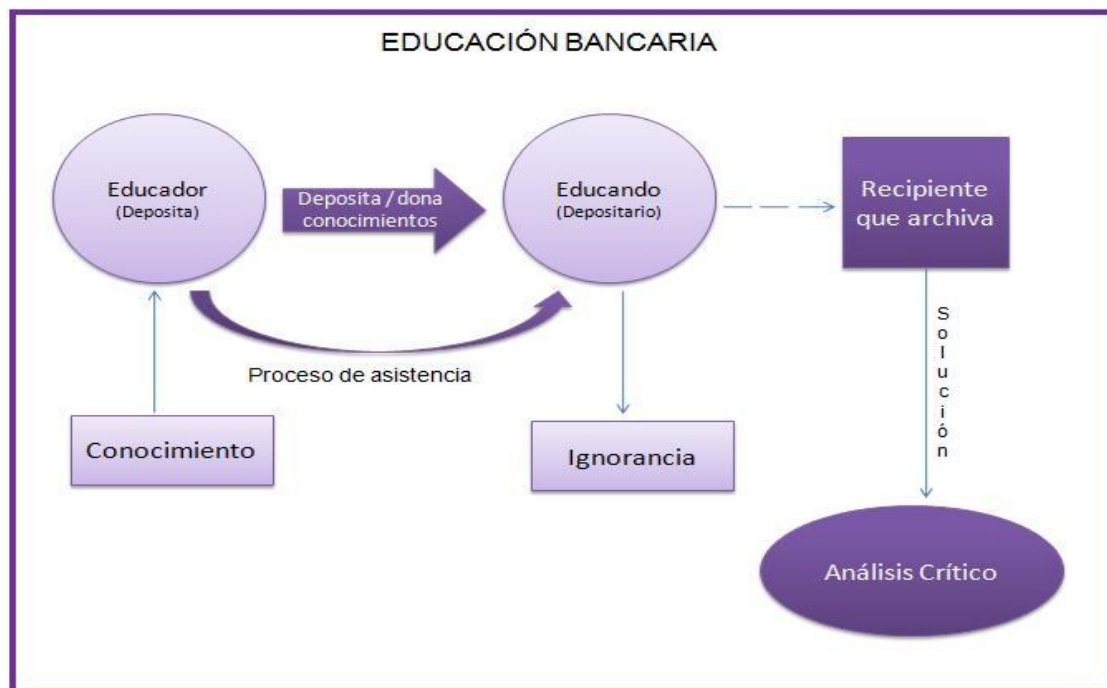 EDUCACIÓN BANCARIA
Educador
(Deposita)
Deposita / dona
conocimientos
Educando
(Depositario)
Recipiente
que archiva
Proceso de asistencia
Conocimiento
Ignorancia
Solución
Análisis Crítico